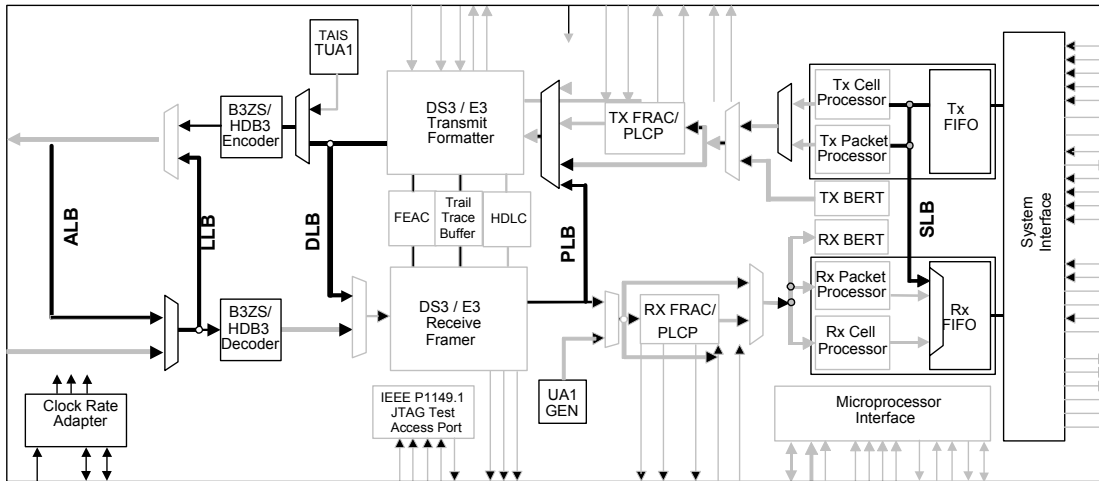 TAIS
TUA1
B3ZS/
HDB3
Encoder
DS3 / E3
Transmit
Formatter
TX FRAC/
PLCP
Tx Cell
Processor
Tx Packet
Processor
Tx
FIFO
TX BERT
RX BERT
System
Interface
ALB
LLB
DLB
PLB
SLB
FEAC
Trail
Trace
Buffer
HDLC
B3ZS/
HDB3
Decoder
DS3 / E3
Receive
Framer
RX FRAC/
PLCP
Rx Packet
Processor
Rx Cell
Processor
Rx
FIFO
UA1
GEN
Clock Rate
Adapter
IEEE P1149.1
JTAG Test
Access Port
Microprocessor
Interface